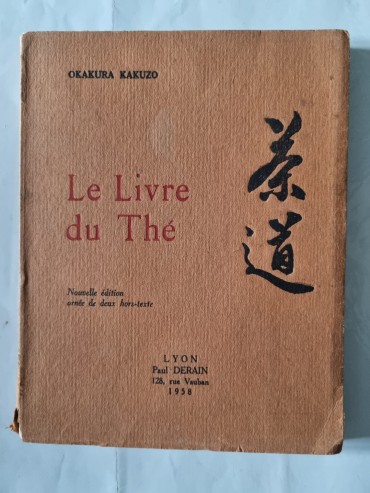 OKAKURA KAKUZO
茶道
Le Livre
du Thé
Nouvelle édition
ornée de deux hors-texte
LYON
Paul DERAIN
128, rue Vauban
1958